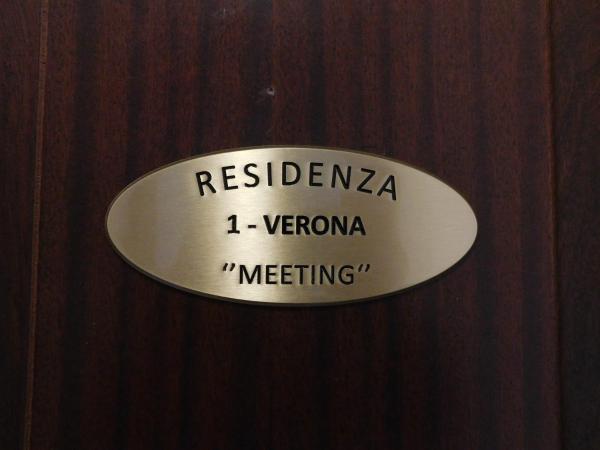 RESIDENZA
1 - VERONA
"MEETING"